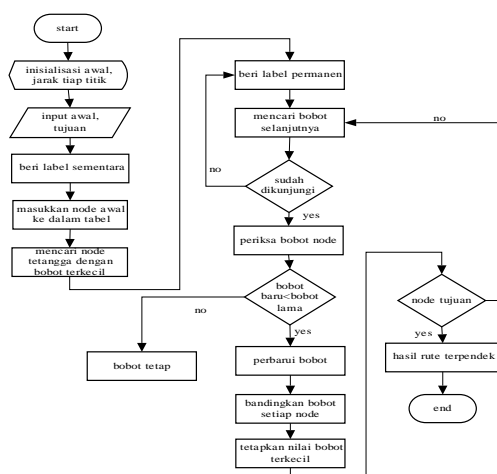 start
inisialisasi awal,
jarak tiap titik
input awal,
tujuan
beri label sementara
masukkan node awal
ke dalam tabel
mencari node
tetangga dengan
bobot terkecil
beri label permanen
mencari bobot
selanjutnya
no
sudah
dikunjungi
yes
periksa bobot node
bobot
baru<bobot
lama
no
yes
bobot tetap
perbarui bobot
bandingkan bobot
setiap node
tetapkan nilai bobot
terkecil
no
node tujuan
yes
hasil rute terpendek
end